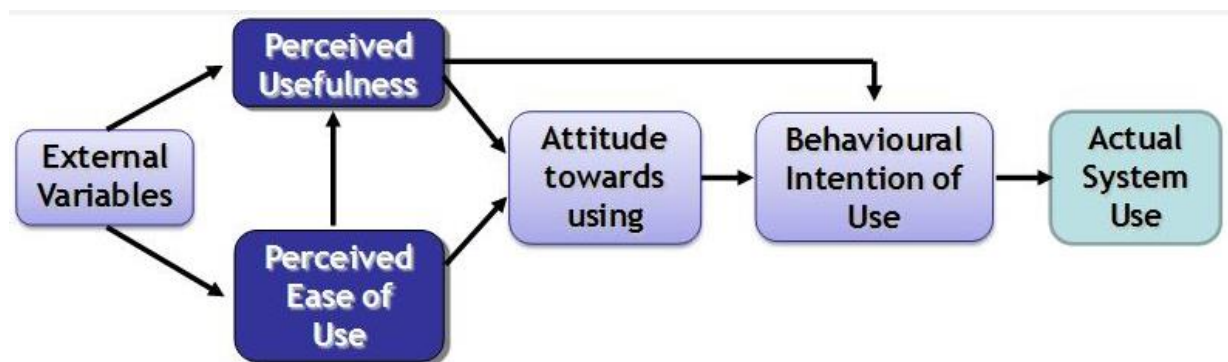 Perceived
Usefulness
External
Variables
Perceived
Ease of
Use
Attitude
towards
using
Behavioural
Intention of
Use
Actual
System
Use